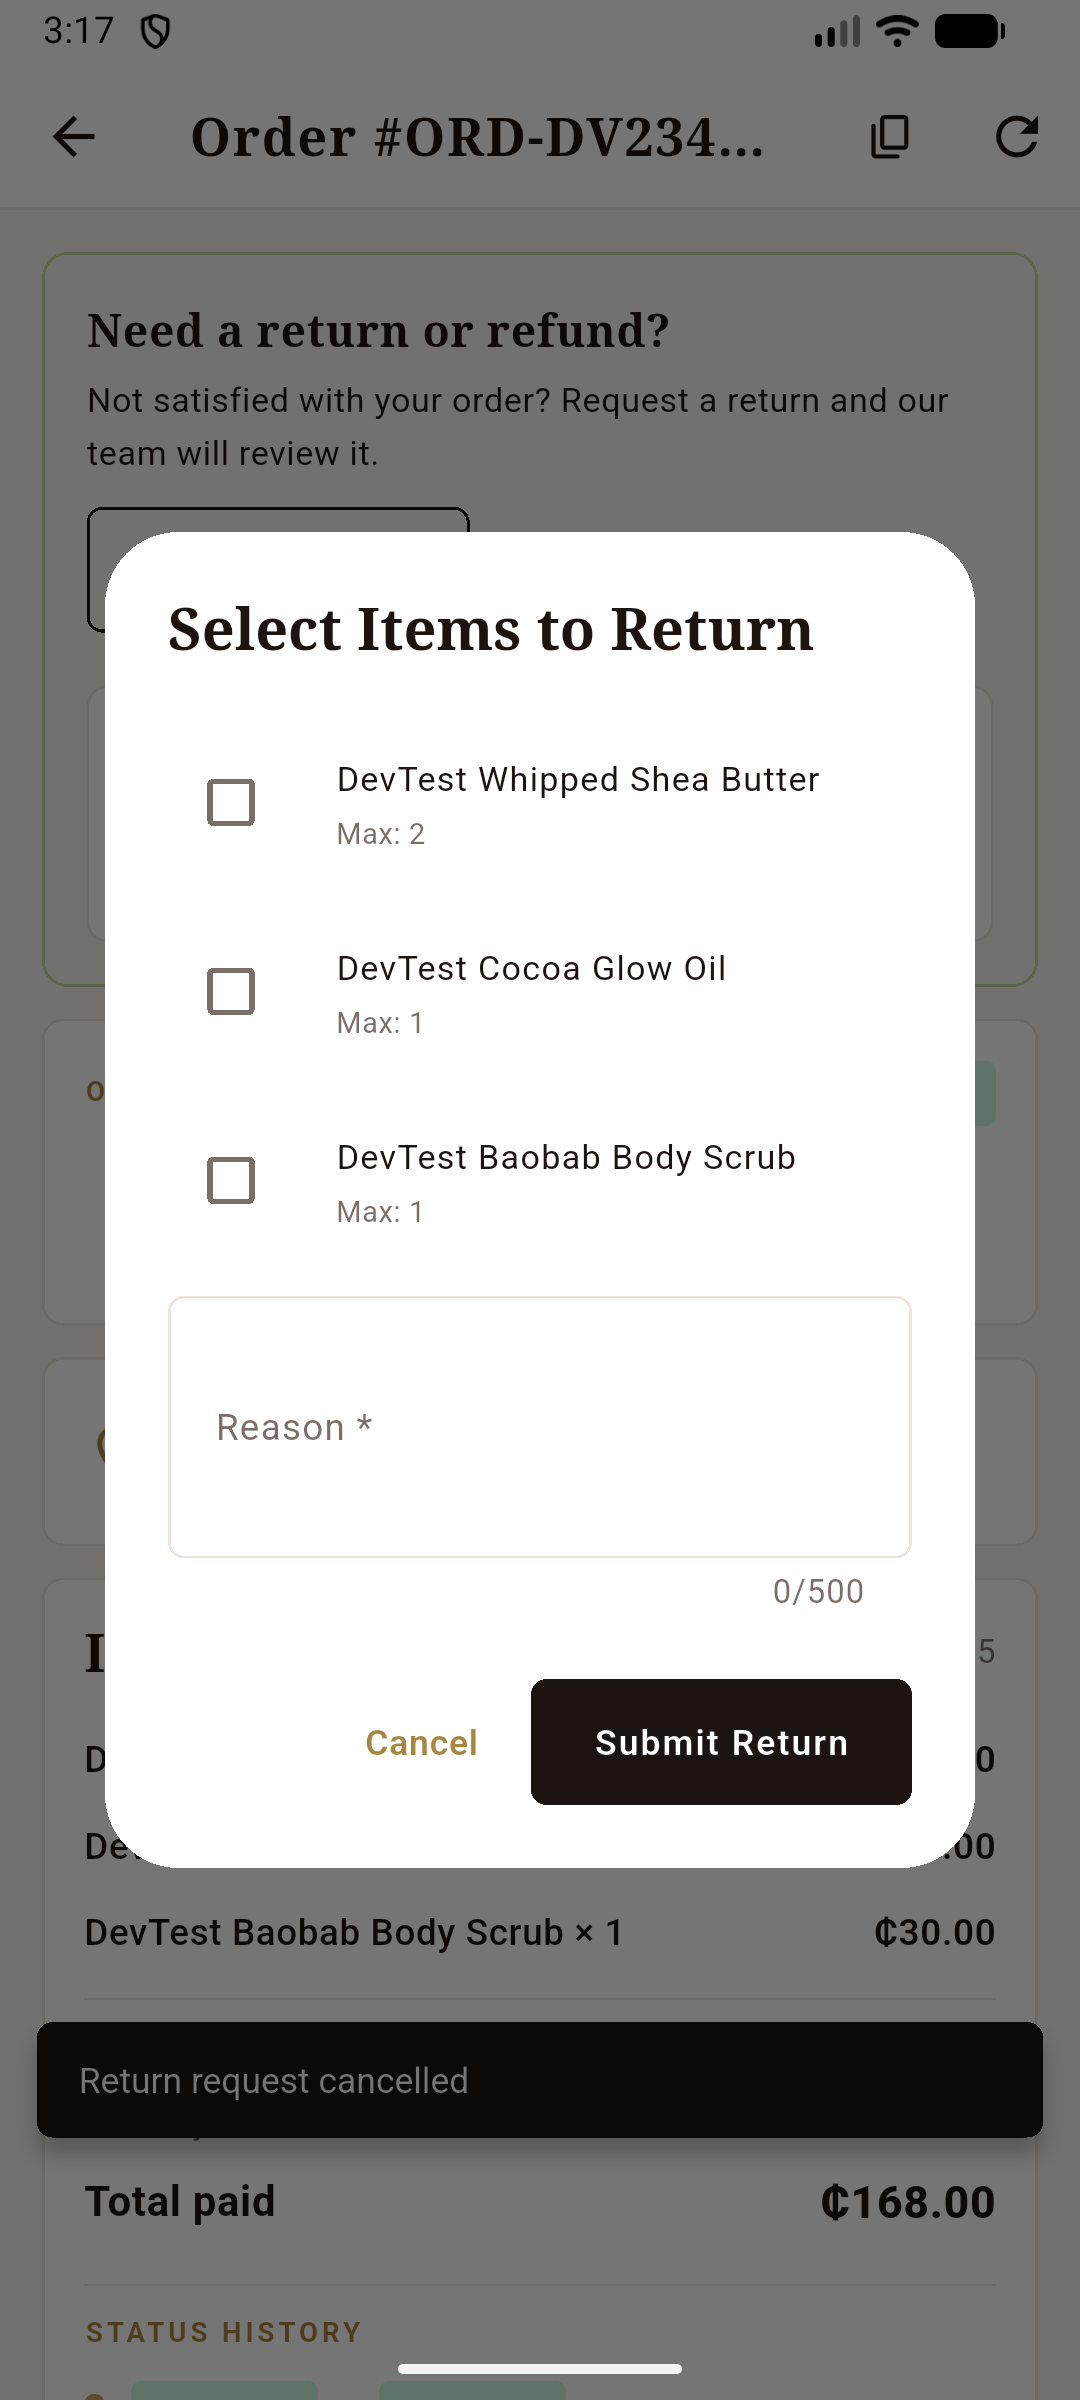 3:17
Order #ORD-DV234...
Need a return or refund?
Not satisfied with your order? Request a return and our
team will review it.
Select Items to Return
DevTest Whipped Shea Butter
Max: 2
DevTest Cocoa Glow Oil
Max: 1
DevTest Baobab Body Scrub
Max: 1
Reason *
0/500
Cancel
Submit Return
DevTest Baobab Body Scrub × 1
₵30.00
Return request cancelled
Total paid
₵168.00
STATUS HISTORY